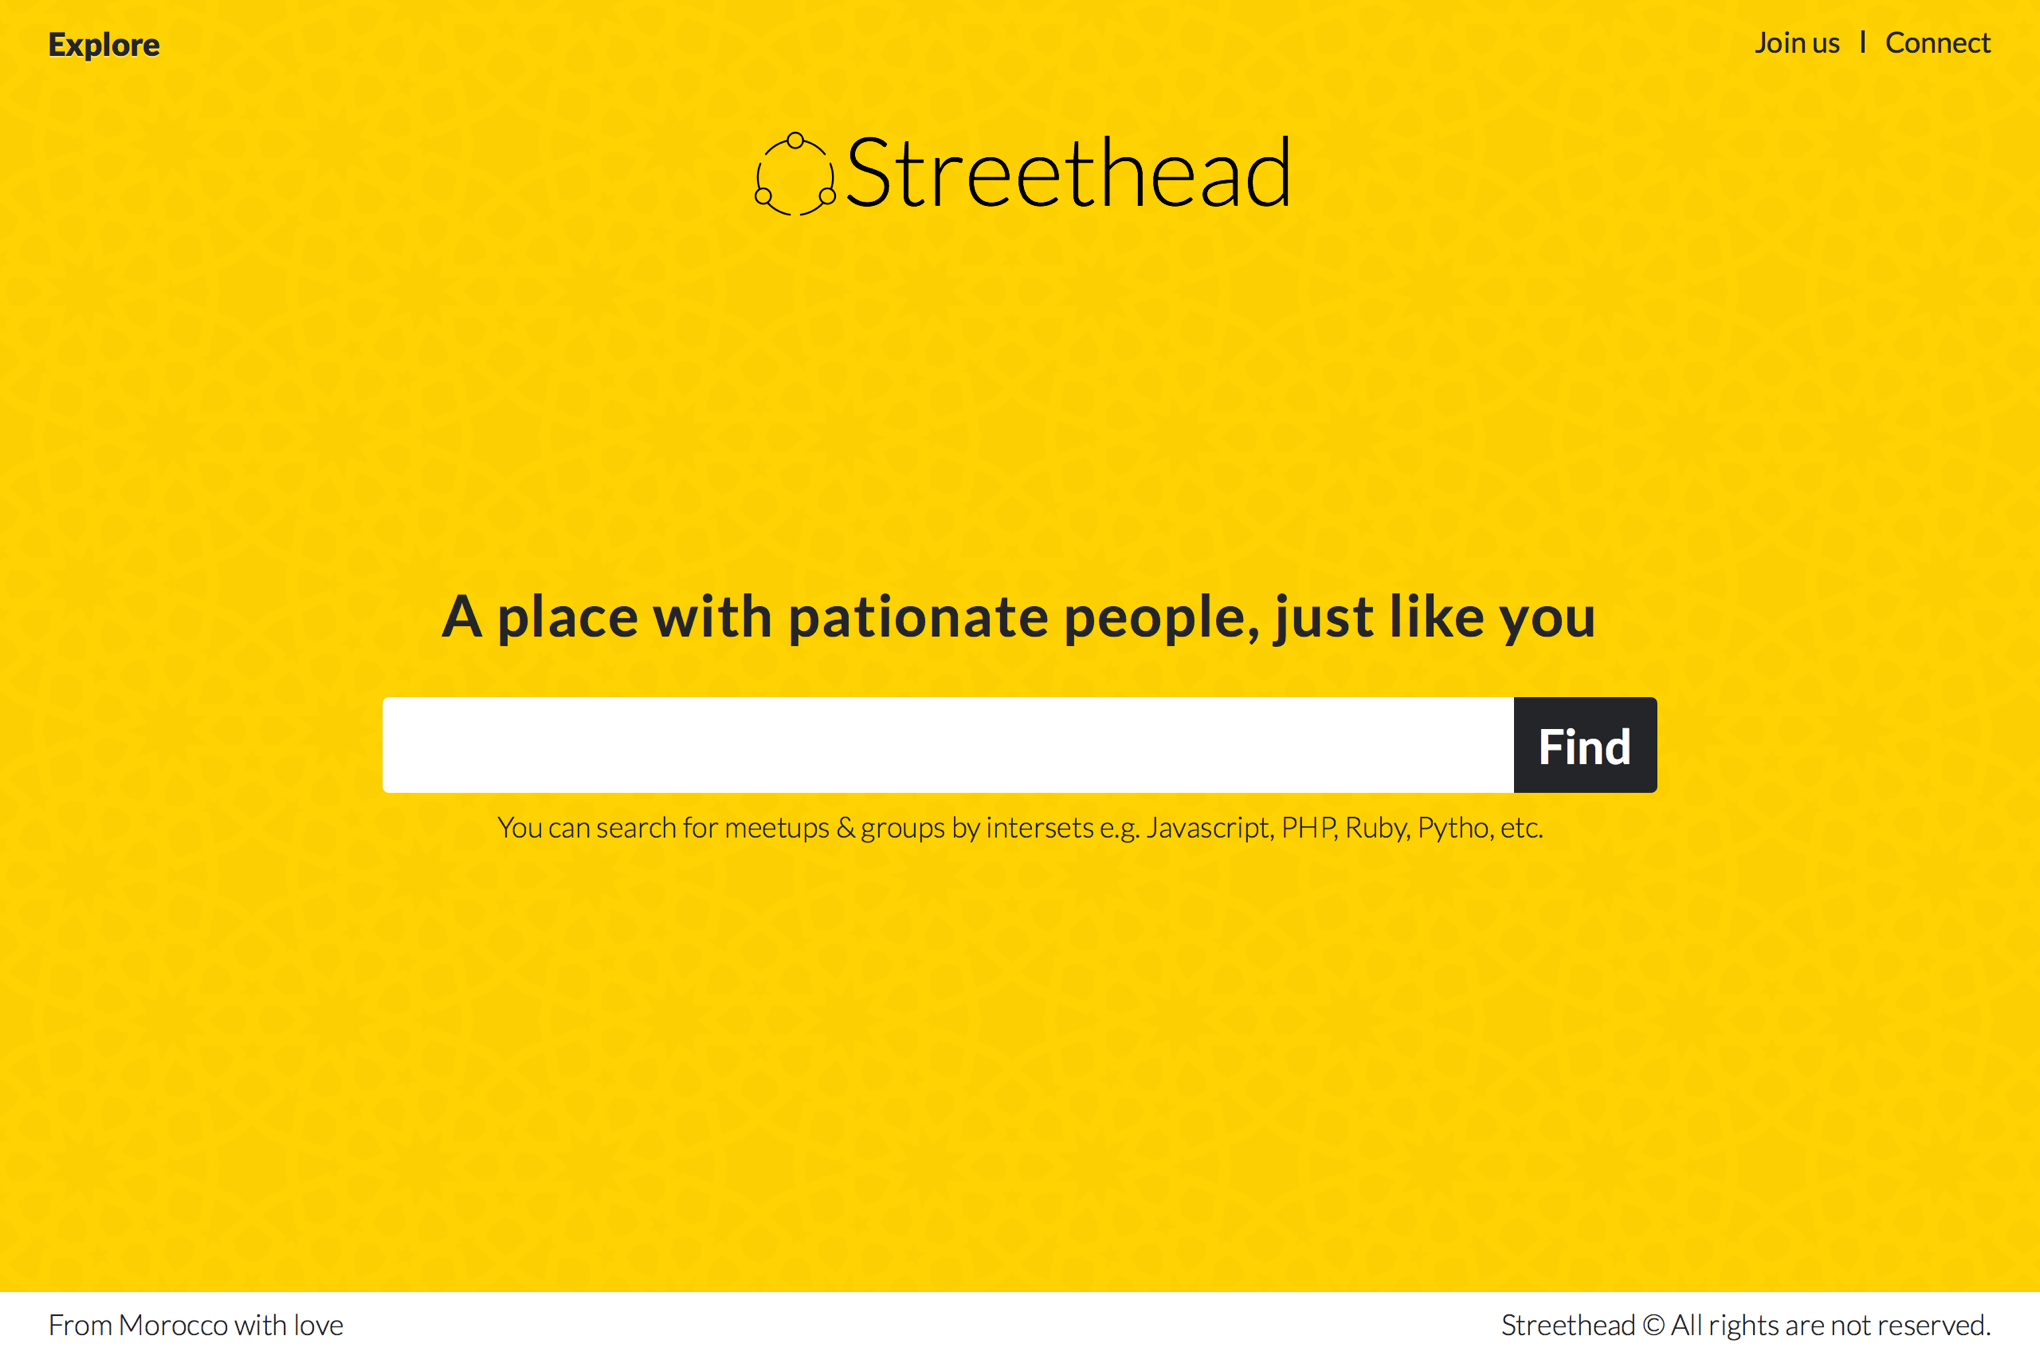 Explore
Join us | Connect
Streethead
A place with pationate people, just like you
Find
You can search for meetups & groups by intersets e.g. Javascript, PHP, Ruby, Pytho, etc.
From Morocco with love
Streethead © All rights are not reserved.